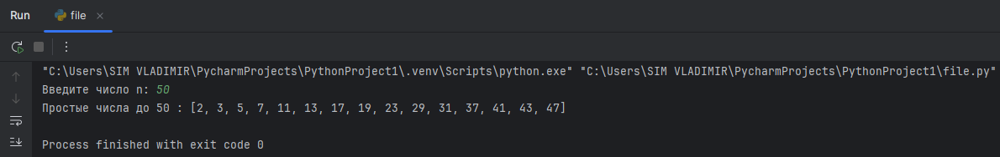 Run file
"C:\Users\SIM VLADIMIR\PycharmProjects\PythonProject1\.venv\Scripts\python.exe" "C:\Users\SIM VLADIMIR\PycharmProjects\PythonProject1\file.py"
Введите число n: 50
Простые числа до 50 : [2, 3, 5, 7, 11, 13, 17, 19, 23, 29, 31, 37, 41, 43, 47]
Process finished with exit code 0